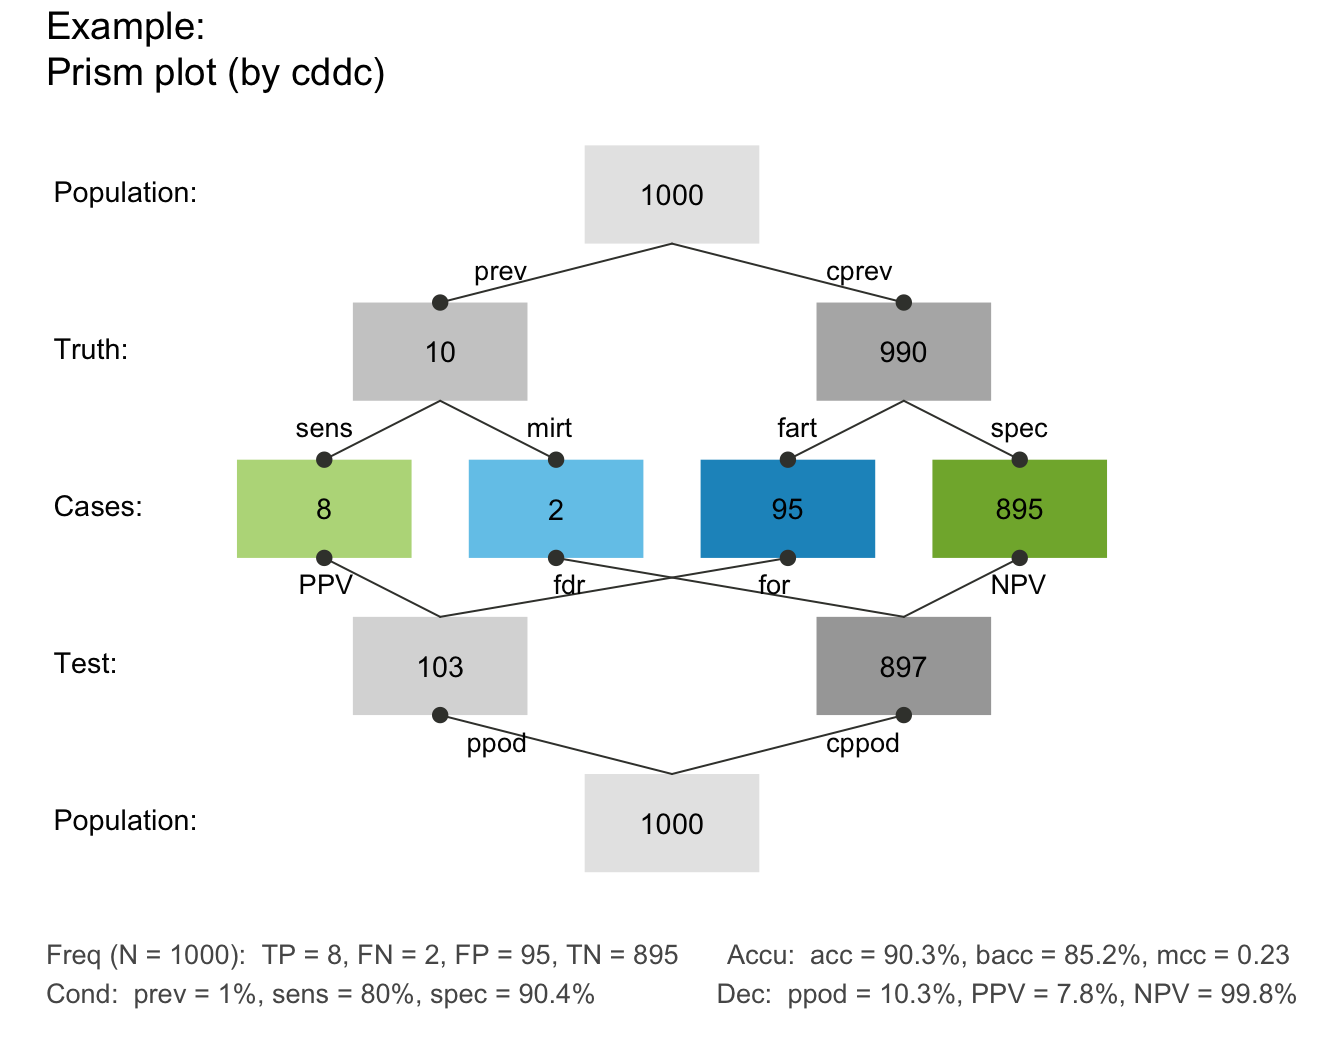 Example:
Prism plot (by cddc)
Population:
1000
prev
cprev
Truth:
10
990
sens
mirt
fart
spec
Cases:
8
2
95
895
PPV
fdr
for
NPV
Test:
103
897
ppod
cppod
Population:
1000
Freq (N = 1000):  TP = 8, FN = 2, FP = 95, TN = 895
Accu:  acc = 90.3%, bacc = 85.2%, mcc = 0.23
Cond:  prev = 1%, sens = 80%, spec = 90.4%
Dec:  ppod = 10.3%, PPV = 7.8%, NPV = 99.8%